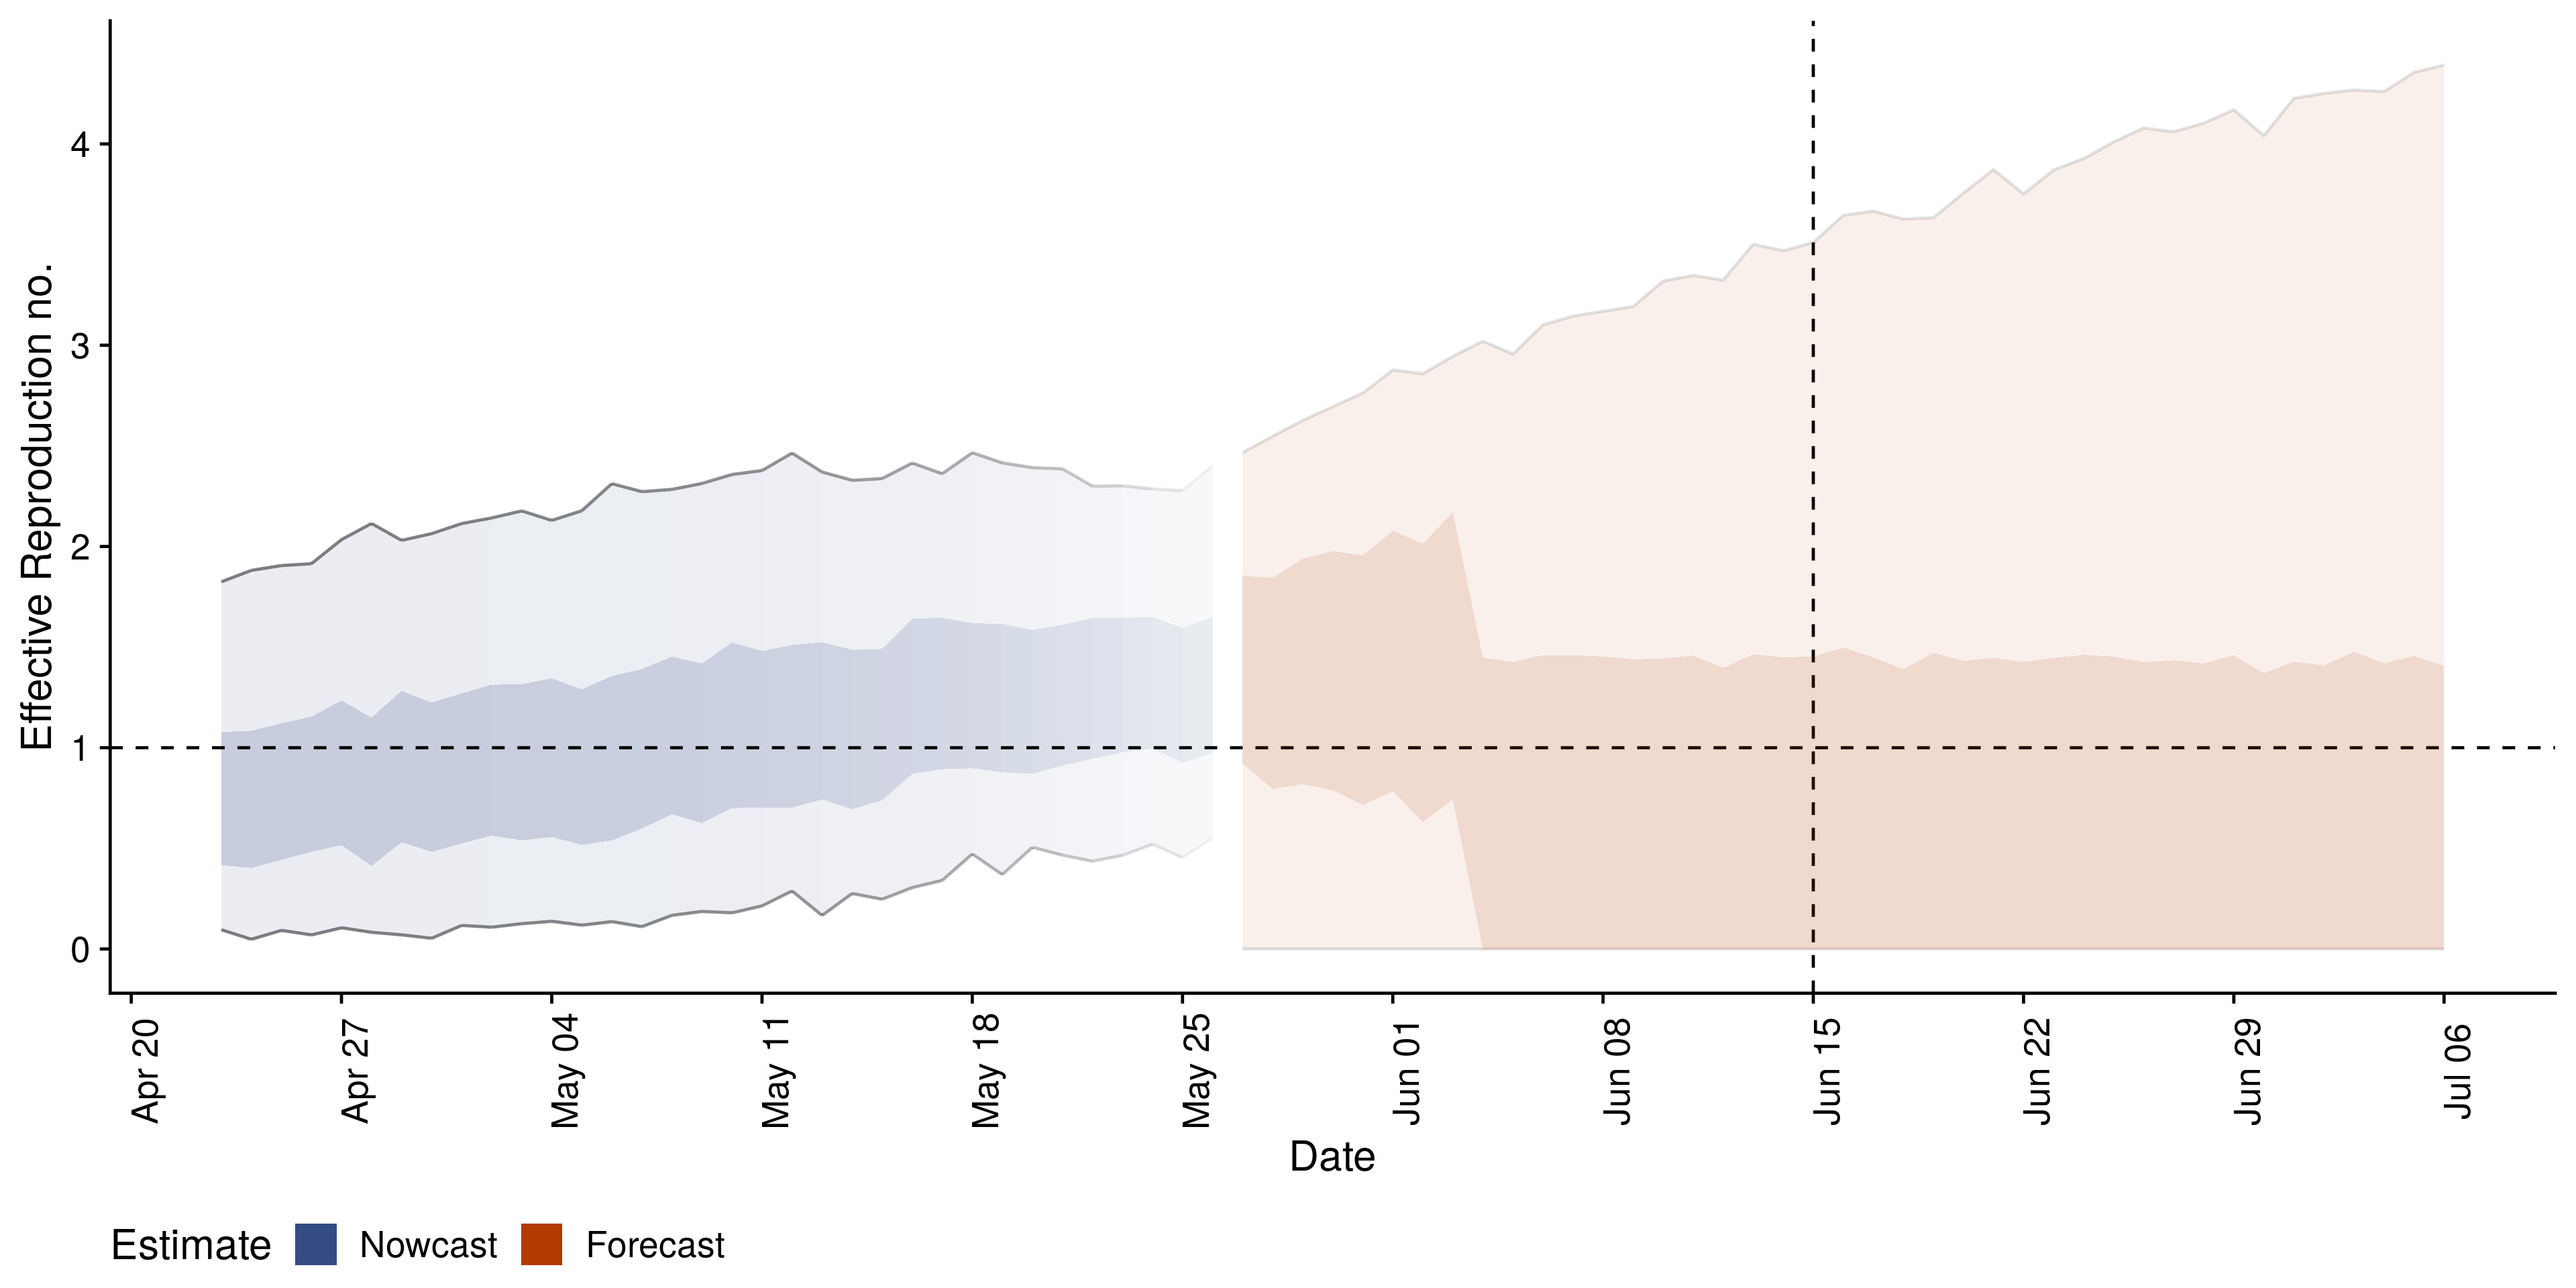 Effective Reproduction no.
4
3
2
1
0
Apr 20
Apr 27
May 04
May 11
May 18
May 25
Jun 01
Jun 08
Jun 15
Jun 22
Jun 29
Jul 06
Date
Estimate Nowcast Forecast